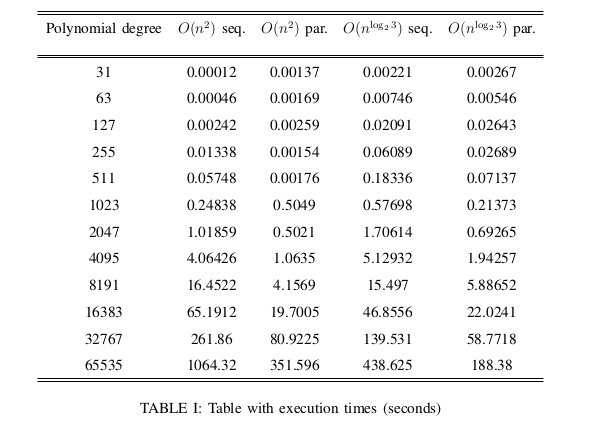 Polynomial degree O(n²) seq. O(n²) par. O(n^{log₂ 3}) seq. O(n^{log₂ 3}) par.
31 0.00012 0.00137 0.00221 0.00267
63 0.00046 0.00169 0.00746 0.00546
127 0.00242 0.00259 0.02091 0.02643
255 0.01338 0.00154 0.06089 0.02689
511 0.05748 0.00176 0.18336 0.07137
1023 0.24838 0.5049 0.57698 0.21373
2047 1.01859 0.5021 1.70614 0.69265
4095 4.06426 1.0635 5.12932 1.94257
8191 16.4522 4.1569 15.497 5.88652
16383 65.1912 19.7005 46.8556 22.0241
32767 261.86 80.9225 139.531 58.7718
65535 1064.32 351.596 438.625 188.38
TABLE I: Table with execution times (seconds)